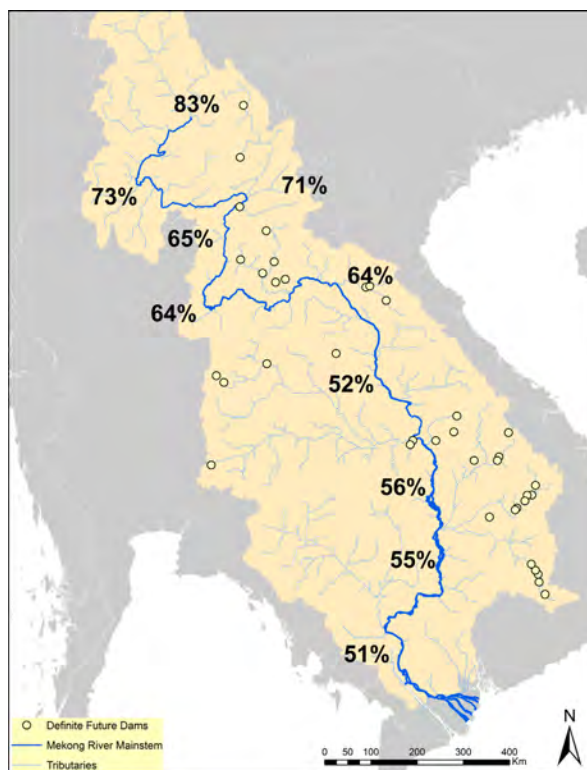 83%
73%
71%
65%
64%
64%
52%
56%
55%
51%
Definite Future Dams
Mekong River Mainstem
Tributaries
N
0 50 100 200 300 400
Km